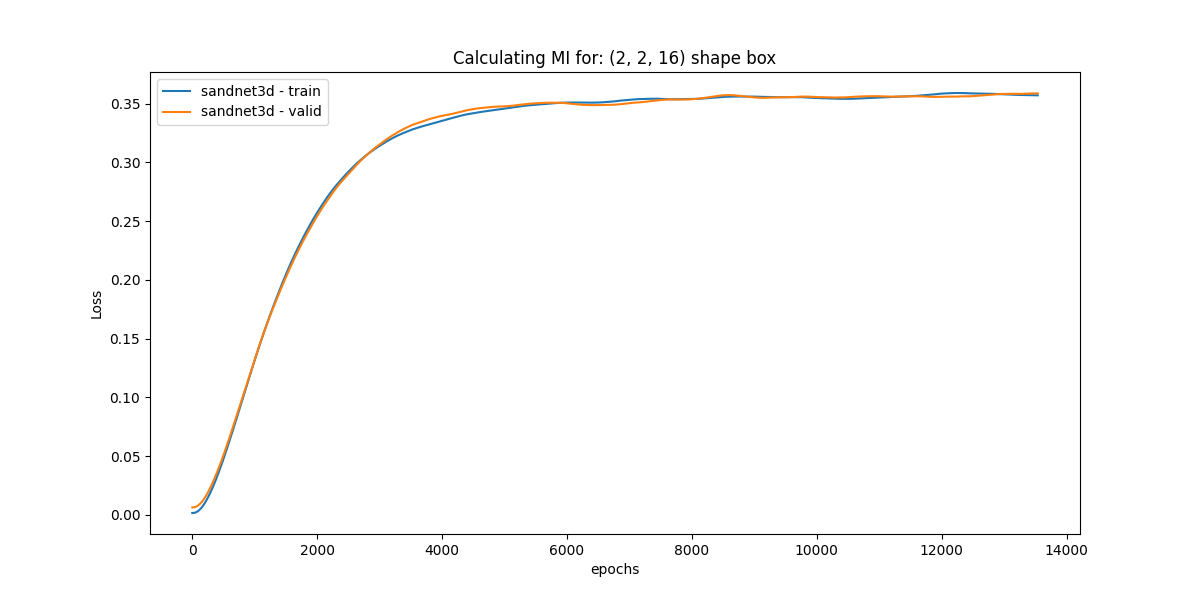 Calculating MI for: (2, 2, 16) shape box
sandnet3d - train
sandnet3d - valid
Loss
0.35
0.30
0.25
0.20
0.15
0.10
0.05
0.00
0 2000 4000 6000 8000 10000 12000 14000
epochs